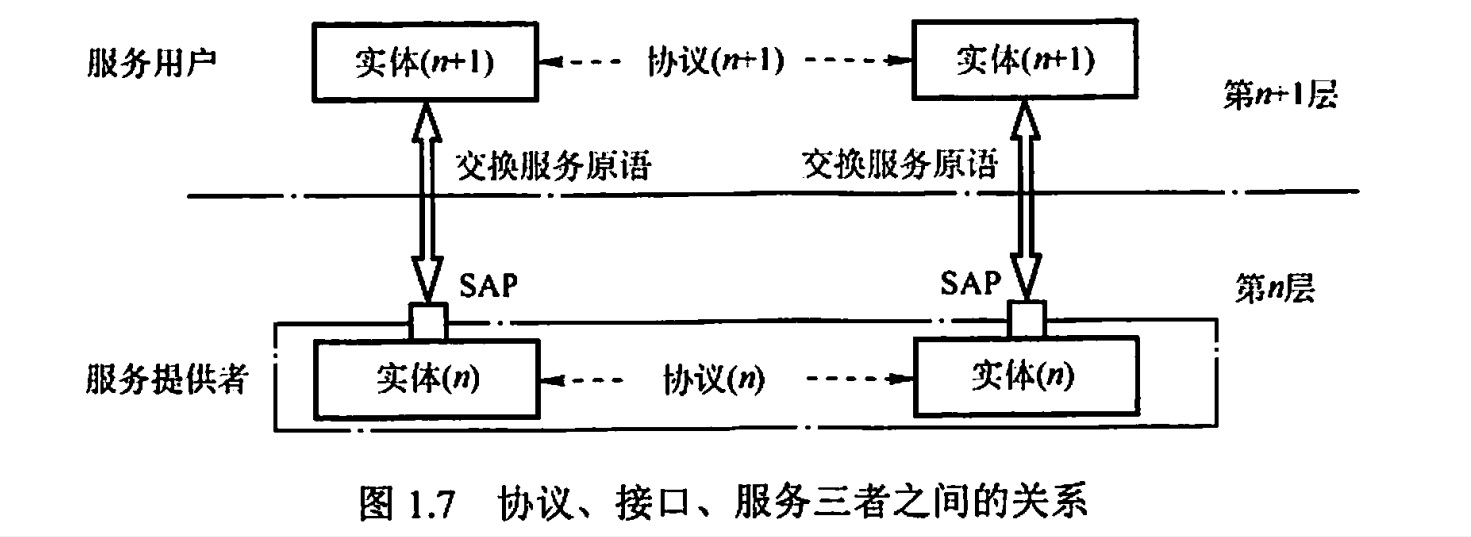 服务用户 实体(n+1) 协议(n+1) 实体(n+1)
第n+1层
交换服务原语 交换服务原语
SAP SAP 第n层
服务提供者 实体(n) 协议(n) 实体(n)
图 1.7 协议、接口、服务三者之间的关系